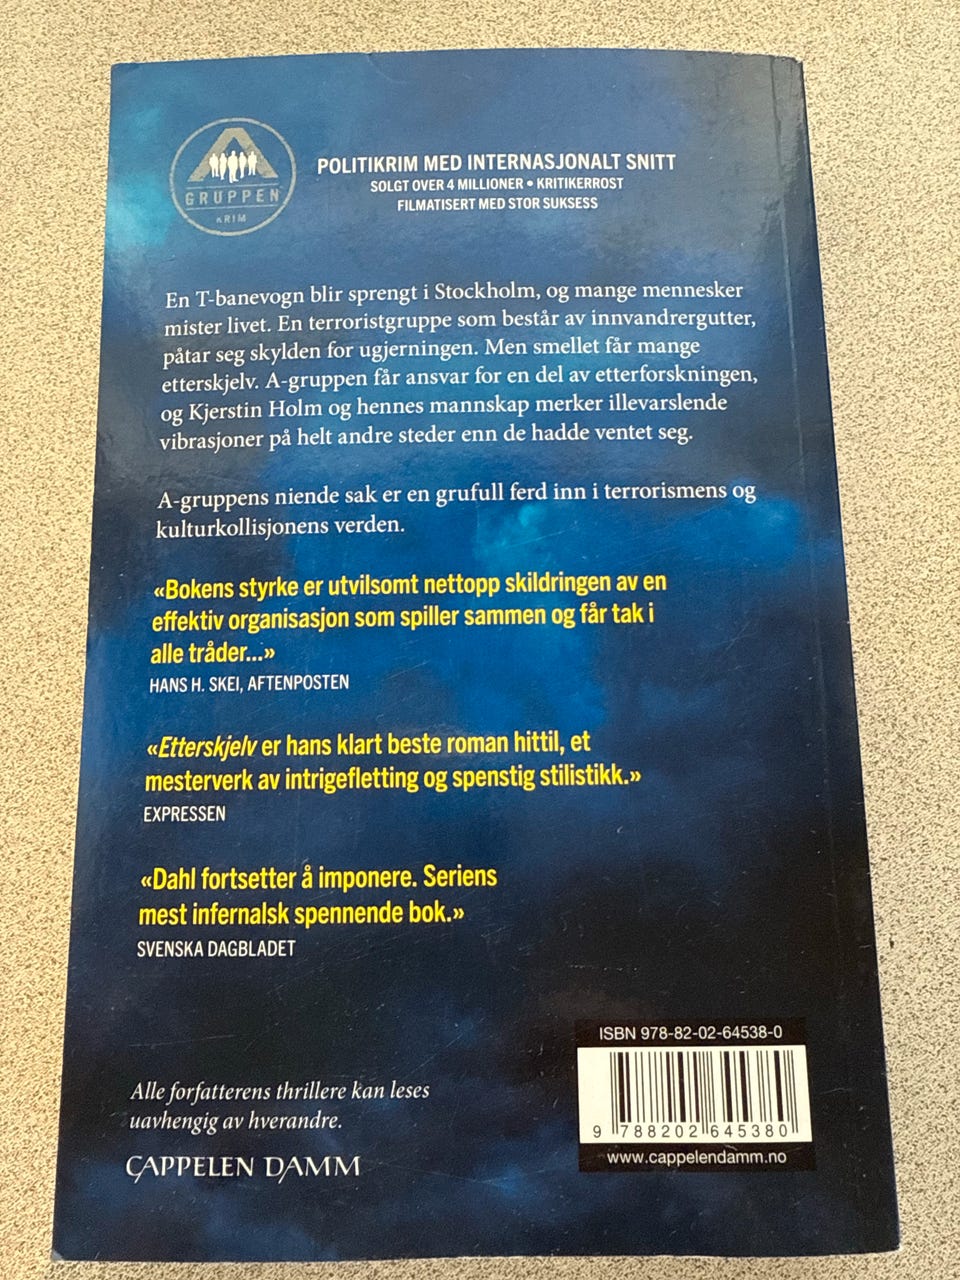 A
GRUPPEN
KRIM
POLITIKRIM MED INTERNASJONALT SNITT
SOLGT OVER 4 MILLIONER • KRITIKERROST
FILMATISERT MED STOR SUKSESS
En T-banevogn blir sprengt i Stockholm, og mange mennesker
mister livet. En terroristgruppe som består av innvandrergutter,
påtar seg skylden for ugjerningen. Men smellet får mange
etterskjelv. A-gruppen får ansvar for en del av etterforskningen,
og Kjerstin Holm og hennes mannskap merker illevarslende
vibrasjoner på helt andre steder enn de hadde ventet seg.
A-gruppens niende sak er en grufull ferd inn i terrorismens og
kulturkollisjonens verden.
«Bokens styrke er utvilsomt nettopp skildringen av en
effektiv organisasjon som spiller sammen og får tak i
alle tråder...»
HANS H. SKEI, AFTENPOSTEN
«Etterskjelv er hans klart beste roman hittil, et
mesterverk av intrigefletting og spenstig stilistikk.»
EXPRESSEN
«Dahl fortsetter å imponere. Seriens
mest infernalsk spennende bok.»
SVENSKA DAGBLADET
Alle forfatterens thrillere kan leses
uavhengig av hverandre.
CAPPELEN DAMM
ISBN 978-82-02-64538-0
9 788202 645380
www.cappelendamm.no